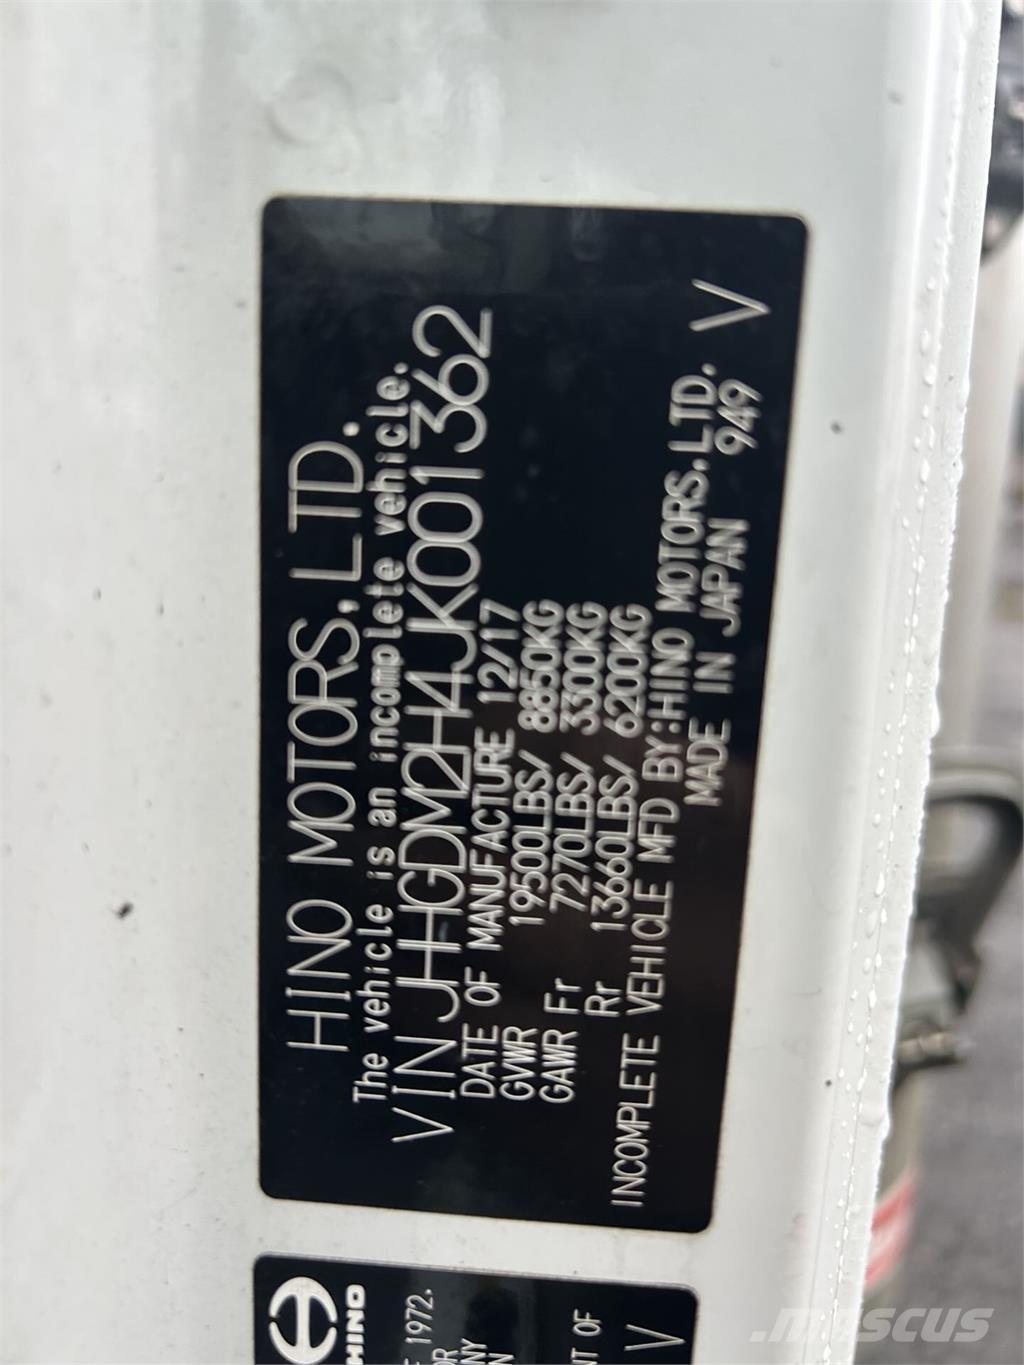 HINO MOTORS,LTD.
The vehicle is an incomplete vehicle.
VIN JHHGDM2H4JK001362
DATE OF MANUFACTURE 12/17
GVWR 19500LBS/ 8850KG
GAWR Fr 7270LBS/ 3300KG
Rr 13660LBS/ 6200KG
INCOMPLETE VEHICLE MFD BY:HINO MOTORS,LTD.
MADE IN JAPAN 949 V
HINO
1972.
OF
V
mascus